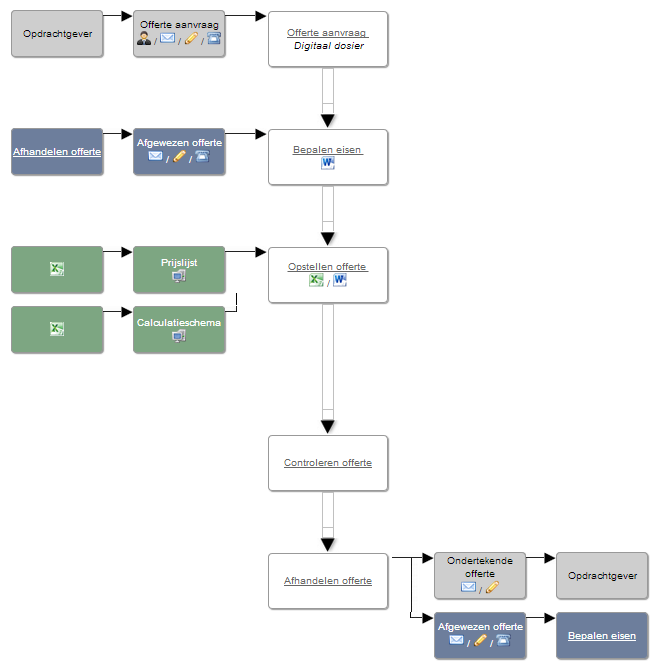 Opdrachtgever
Offerte aanvraag
/ / /
Offerte aanvraag
Digitaal dosier
Afhandelen offerte
Afgewezen offerte
/ /
Bepalen eisen
Prijslijst
Opstellen offerte
/
Calculatieschema
Controleren offerte
Afhandelen offerte
Ondertekende
offerte
/
Opdrachtgever
Afgewezen offerte
/ /
Bepalen eisen